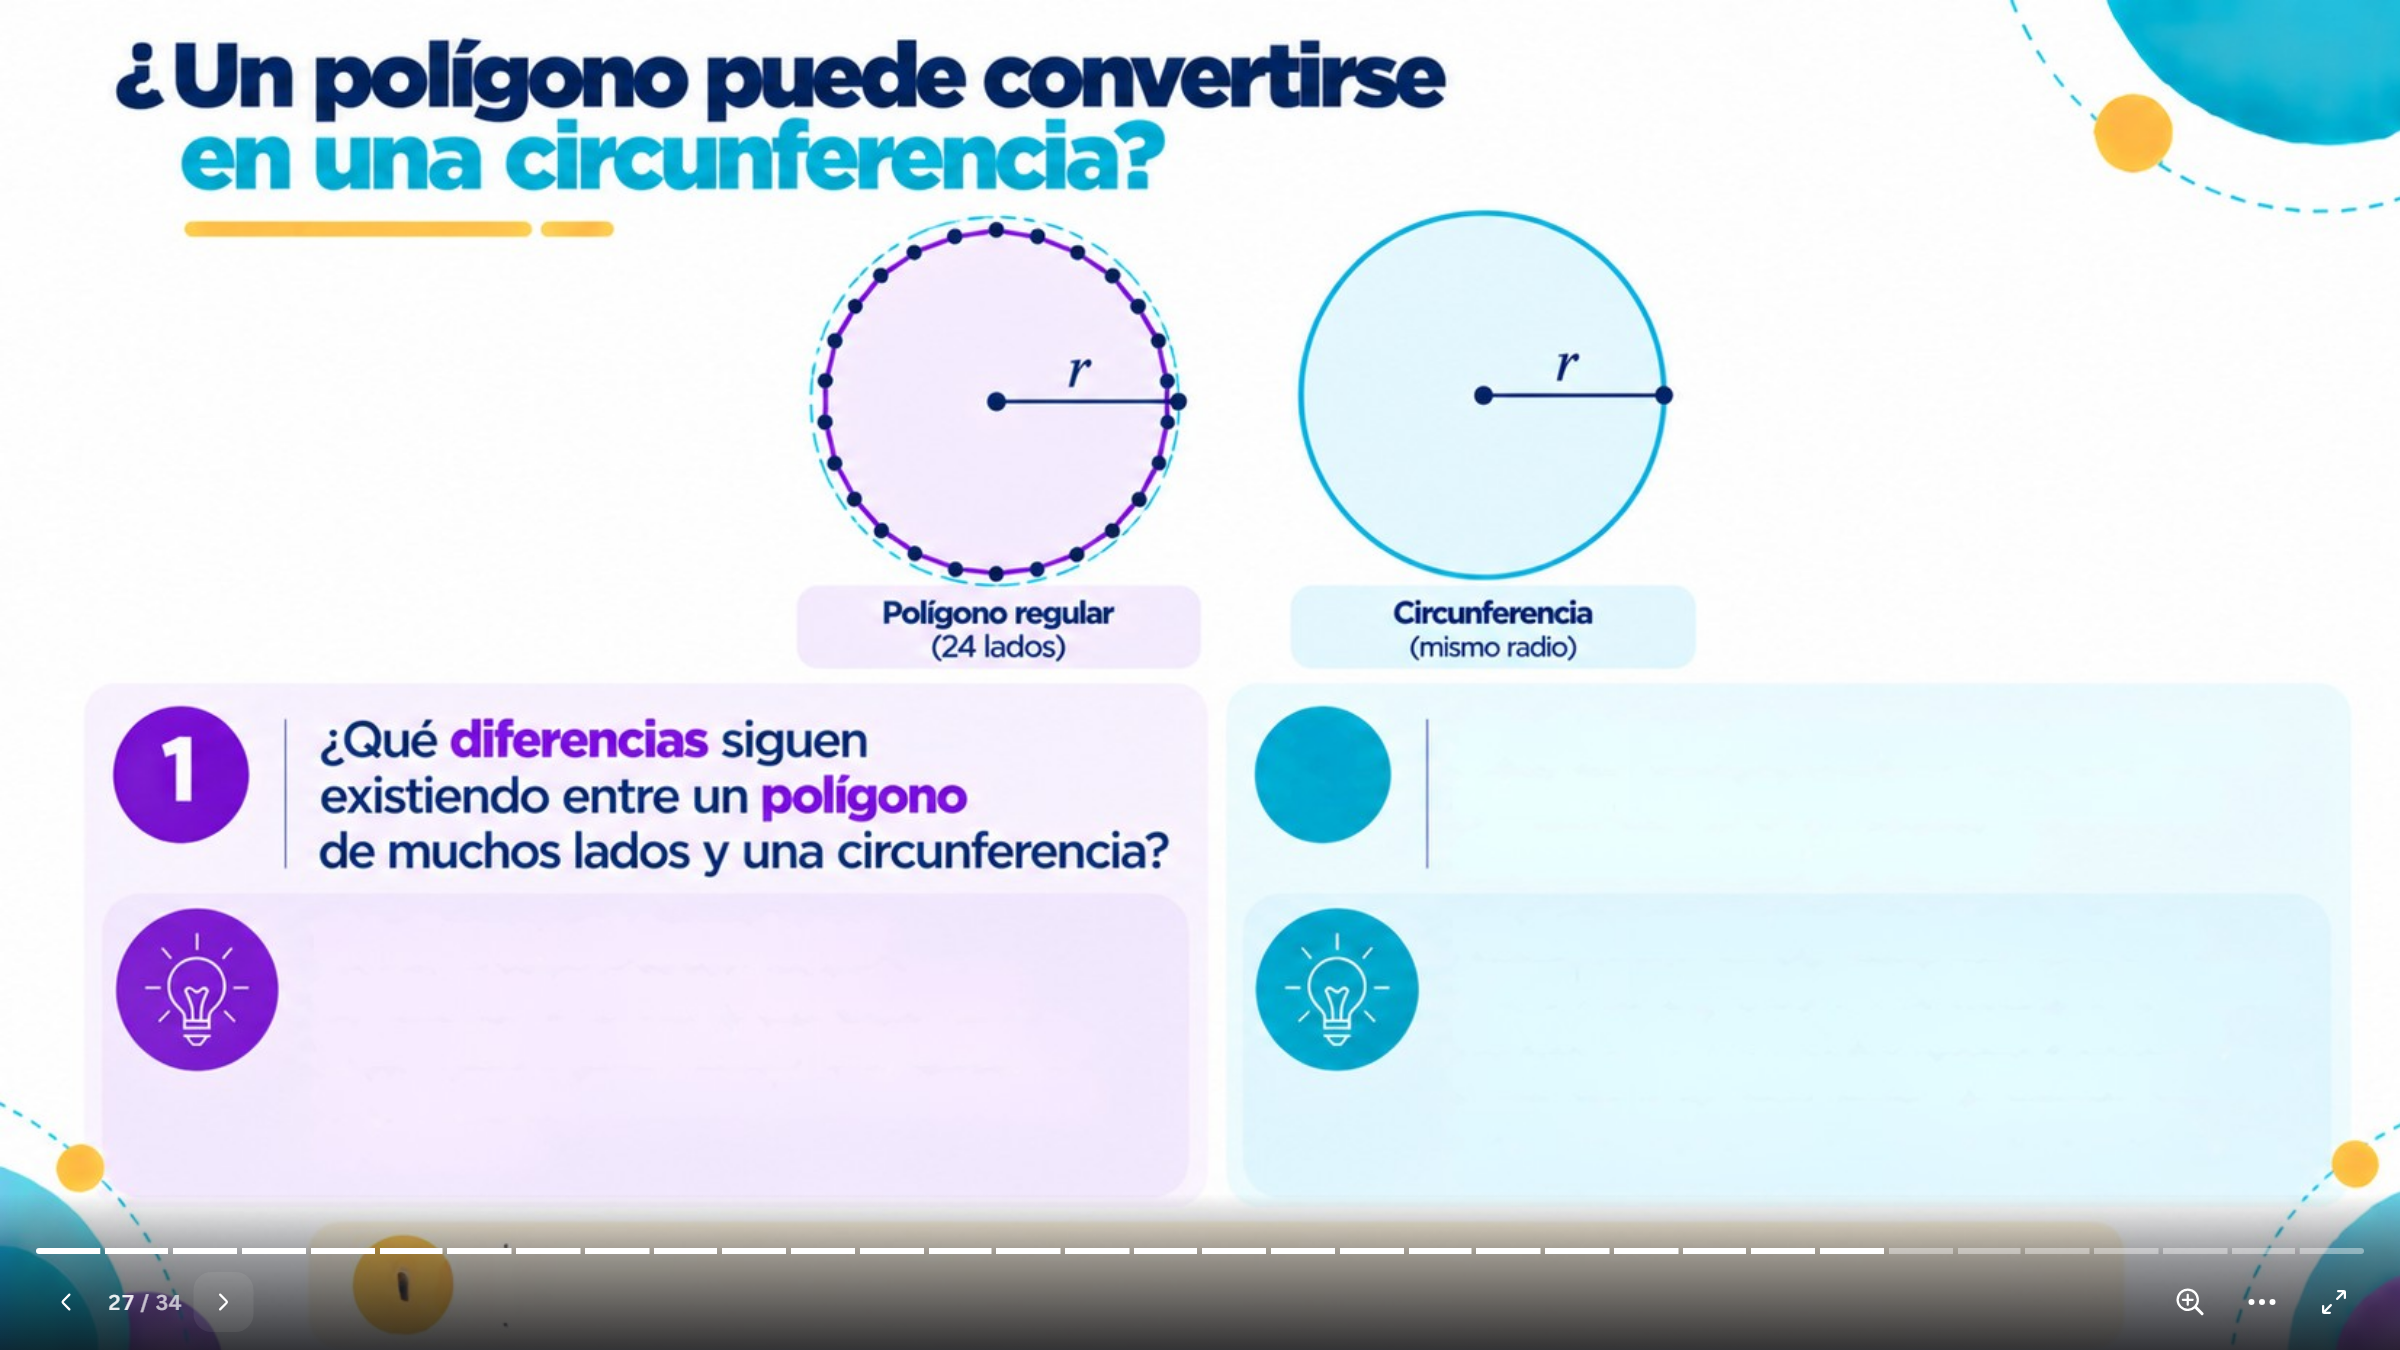 ¿Un polígono puede convertirse
en una circunferencia?
r
r
Polígono regular
(24 lados)
Circunferencia
(mismo radio)
1
¿Qué diferencias siguen
existiendo entre un polígono
de muchos lados y una circunferencia?
27 / 34